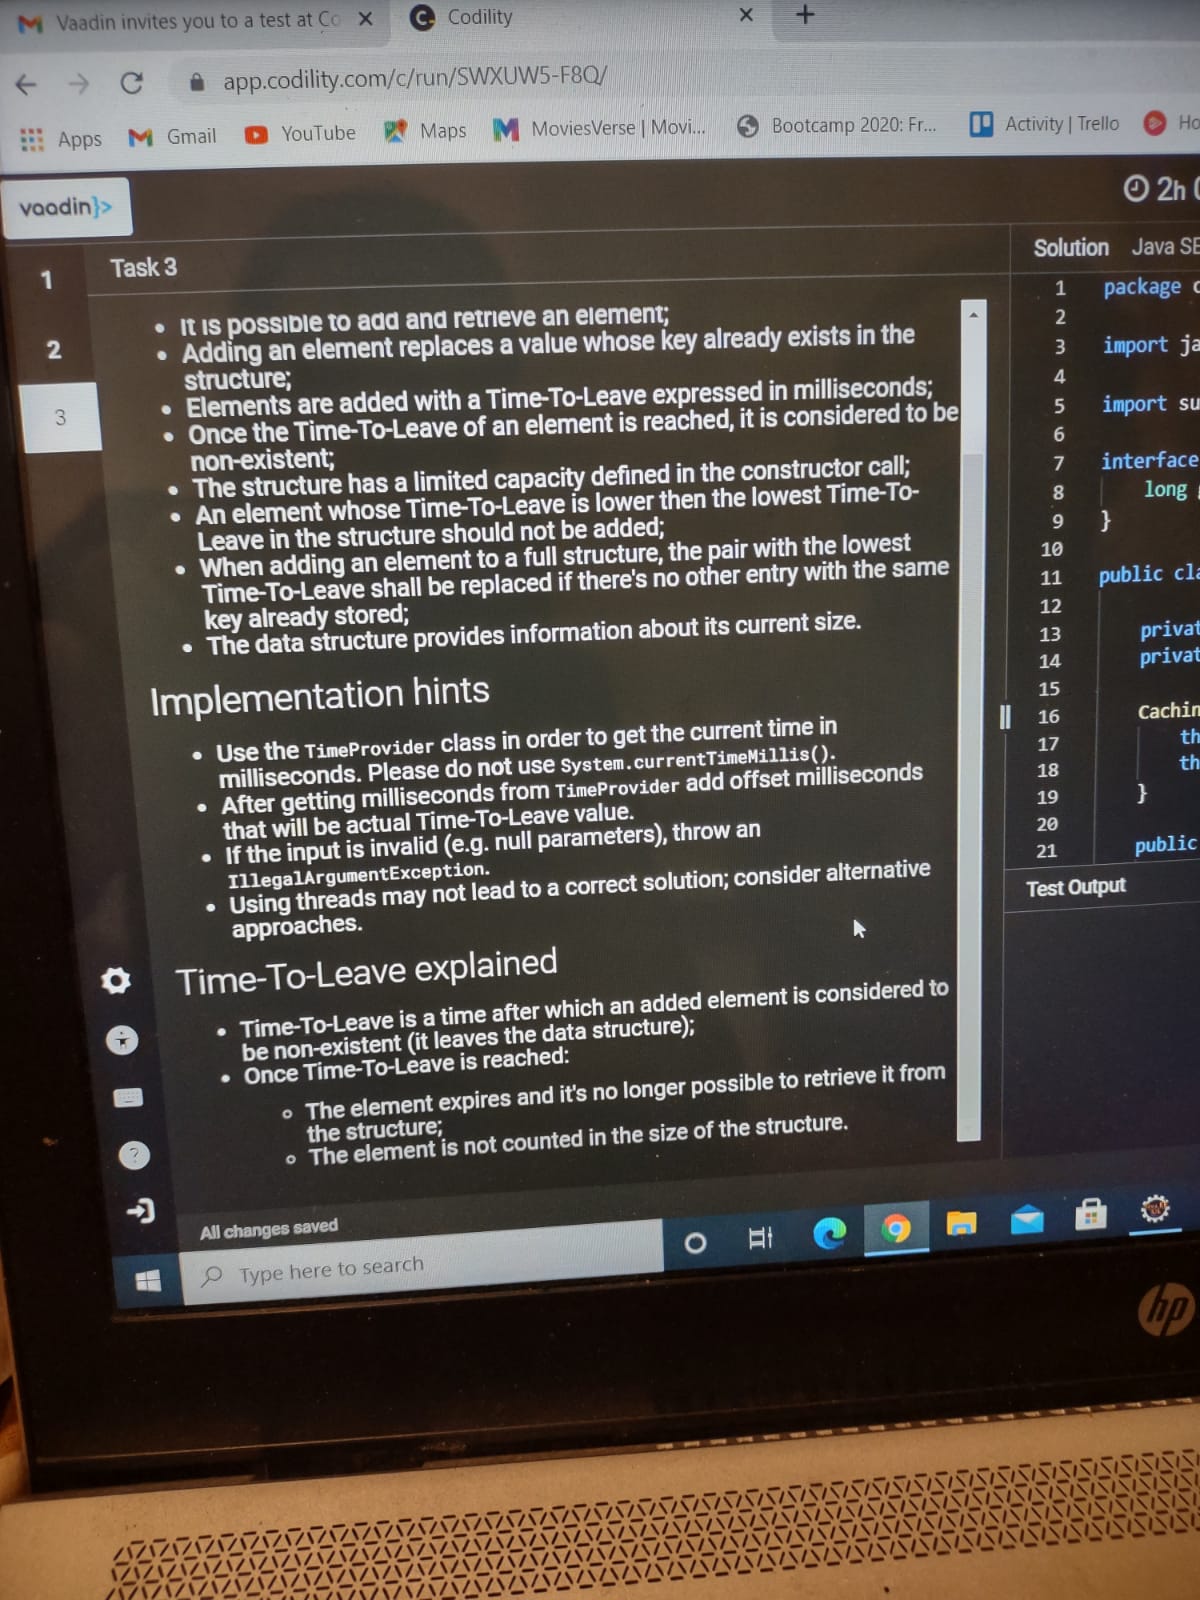 Vaadin invites you to a test at Co
Codility
app.codility.com/c/run/SWXUW5-F8Q/
Apps
Gmail
YouTube
Maps
MoviesVerse | Movi...
Bootcamp 2020: Fr...
Activity | Trello
Ho
vaadin}>
2h
Task 3
1
2
3
It is possible to add and retrieve an element;
Adding an element replaces a value whose key already exists in the
structure;
Elements are added with a Time-To-Leave expressed in milliseconds;
Once the Time-To-Leave of an element is reached, it is considered to be
non-existent;
The structure has a limited capacity defined in the constructor call;
An element whose Time-To-Leave is lower then the lowest Time-To-
Leave in the structure should not be added;
When adding an element to a full structure, the pair with the lowest
Time-To-Leave shall be replaced if there's no other entry with the same
key already stored;
The data structure provides information about its current size.
Implementation hints
Use the TimeProvider class in order to get the current time in
milliseconds. Please do not use System.currentTimeMillis().
After getting milliseconds from TimeProvider add offset milliseconds
that will be actual Time-To-Leave value.
If the input is invalid (e.g. null parameters), throw an
IllegalArgumentException.
Using threads may not lead to a correct solution; consider alternative
approaches.
Time-To-Leave explained
Time-To-Leave is a time after which an added element is considered to
be non-existent (it leaves the data structure);
Once Time-To-Leave is reached:
The element expires and it's no longer possible to retrieve it from
the structure;
The element is not counted in the size of the structure.
All changes saved
Solution Java SE
1 package
2
3 import ja
4
5 import su
6
7 interface
8 long
9 }
10
11 public cla
12
13 privat
14 privat
15
16 Cachin
17 th
18 th
19 }
20
21 public
Test Output
Type here to search
hp